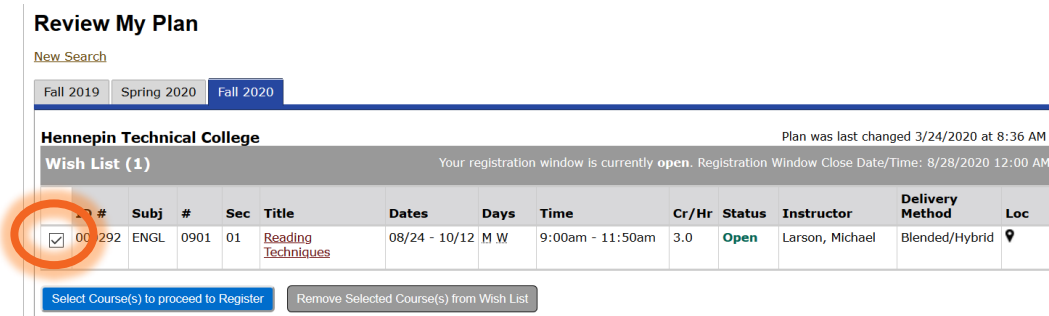 Review My Plan
New Search
Fall 2019 Spring 2020 Fall 2020
Hennepin Technical College Plan was last changed 3/24/2020 at 8:36 AM
Wish List (1) Your registration window is currently open. Registration Window Close Date/Time: 8/28/2020 12:00 AM
ID # Subj # Sec Title Dates Days Time Cr/Hr Status Instructor Delivery Method Loc
000292 ENGL 0901 01 Reading Techniques 08/24 - 10/12 M W 9:00am - 11:50am 3.0 Open Larson, Michael Blended/Hybrid
Select Course(s) to proceed to Register Remove Selected Course(s) from Wish List